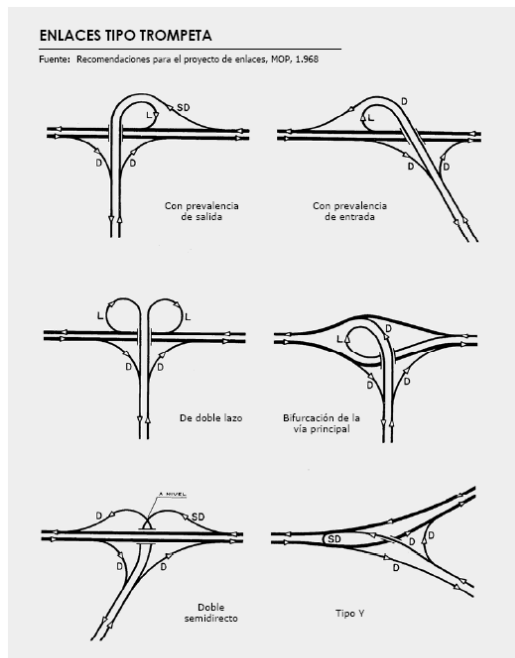 ENLACES TIPO TROMPETA
Fuente: Recomendaciones para el proyecto de enlaces, MOP, 1.968
SD
L
D
D
Con prevalencia
de salida
D
L
D
D
Con prevalencia
de entrada
L
L
D
D
De doble lazo
D
L
D
D
Bifurcación de la
vía principal
A NIVEL
D
SD
D
D
Doble
semidirecto
SD
D
D
D
Tipo Y